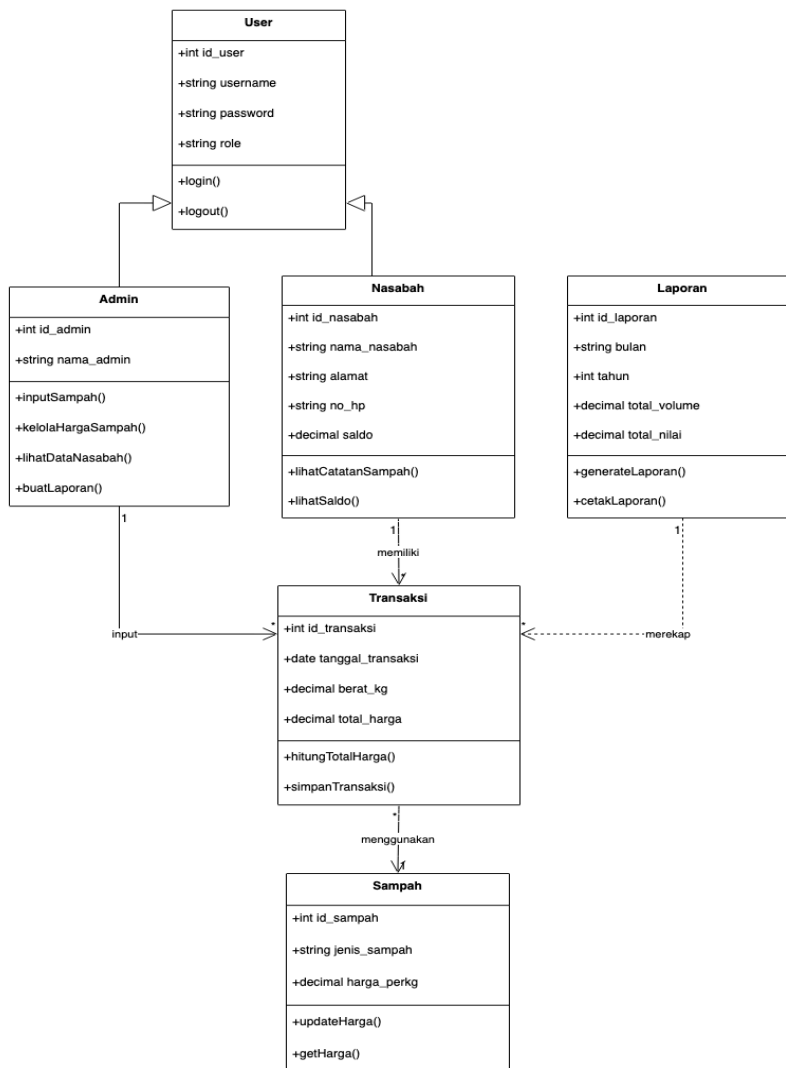 User
+int id_user
+string username
+string password
+string role
+login()
+logout()
Admin
+int id_admin
+string nama_admin
+inputSampah()
+kelolaHargaSampah()
+lihatDataNasabah()
+buatLaporan()
Nasabah
+int id_nasabah
+string nama_nasabah
+string alamat
+string no_hp
+decimal saldo
+lihatCatatanSampah()
+lihatSaldo()
Laporan
+int id_laporan
+string bulan
+int tahun
+decimal total_volume
+decimal total_nilai
+generateLaporan()
+cetakLaporan()
1
1
1
memiliki
*
Transaksi
+int id_transaksi
+date tanggal_transaksi
+decimal berat_kg
+decimal total_harga
+hitungTotalHarga()
+simpanTransaksi()
input
*
*
merekap
*
menggunakan
1
Sampah
+int id_sampah
+string jenis_sampah
+decimal harga_perkg
+updateHarga()
+getHarga()